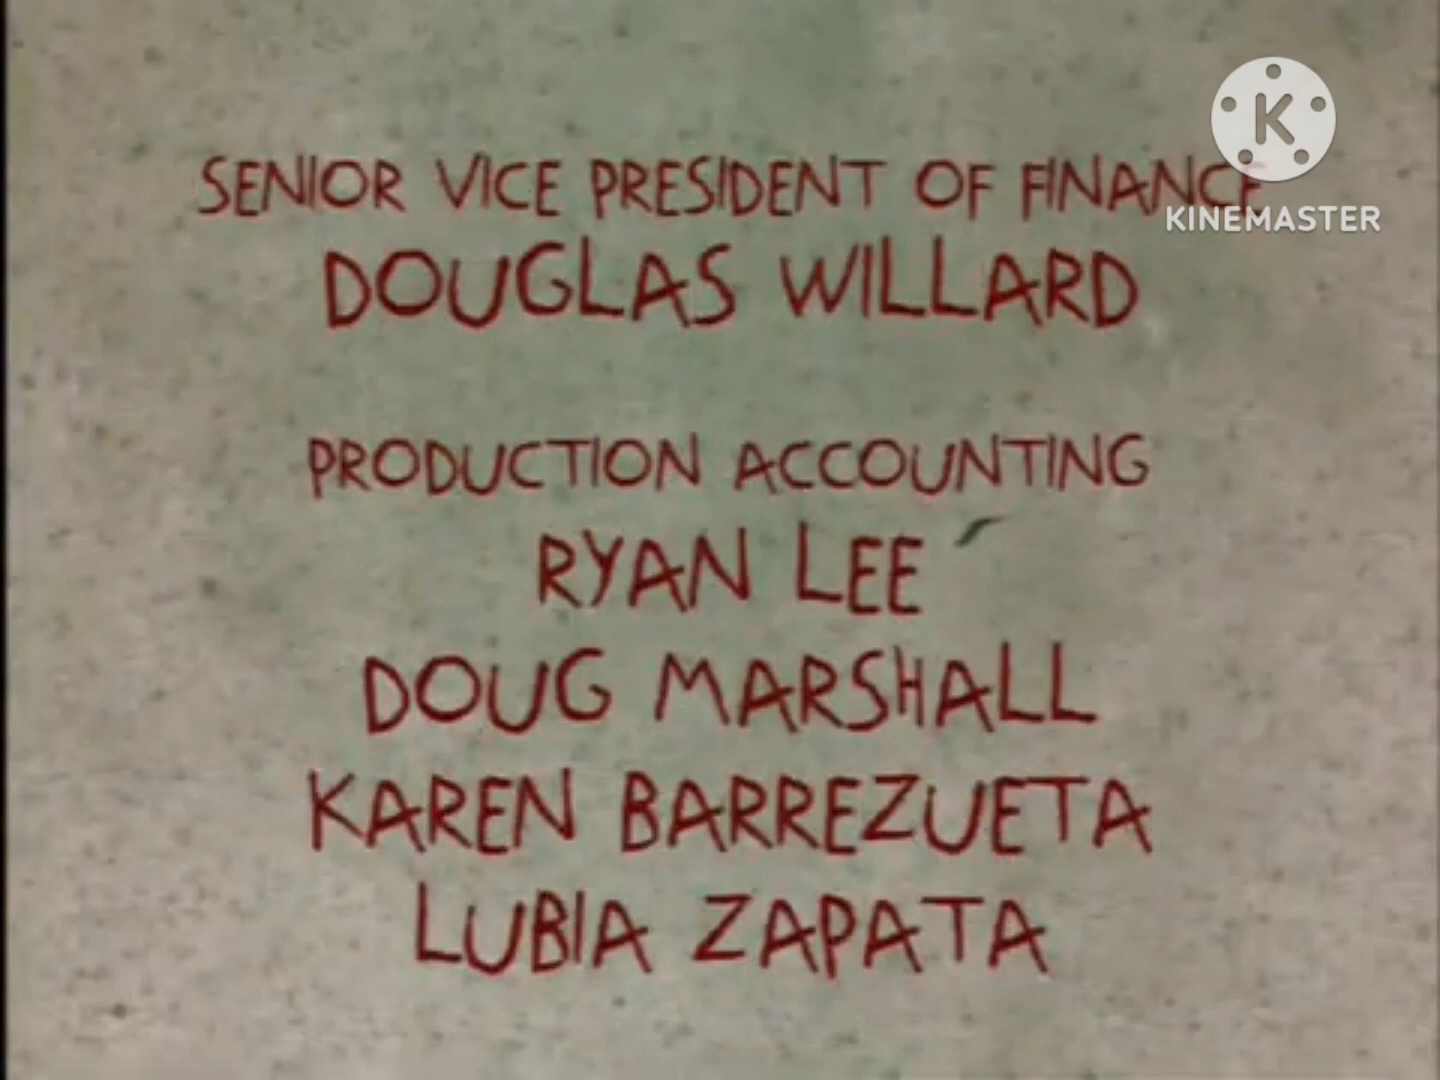 SENIOR VICE PRESIDENT OF FINANCE
DOUGLAS WILLARD
PRODUCTION ACCOUNTING
RYAN LEE
DOUG MARSHALL
KAREN BARREZUETA
LUBIA ZAPATA
K
KINEMASTER